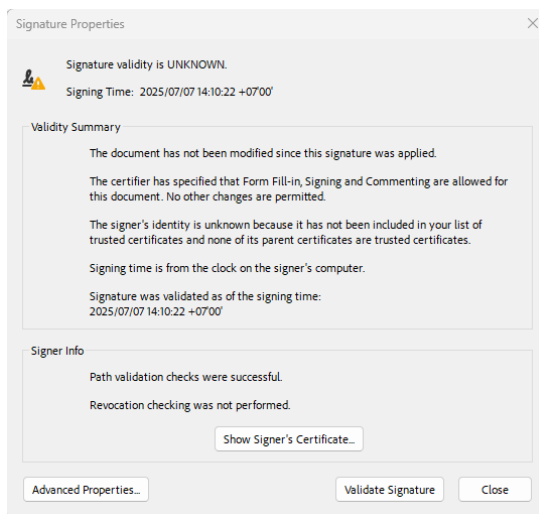 Signature Properties
Signature validity is UNKNOWN.
Signing Time: 2025/07/07 14:10:22 +07'00'
Validity Summary
The document has not been modified since this signature was applied.
The certifier has specified that Form Fill-in, Signing and Commenting are allowed for
this document. No other changes are permitted.
The signer's identity is unknown because it has not been included in your list of
trusted certificates and none of its parent certificates are trusted certificates.
Signing time is from the clock on the signer's computer.
Signature was validated as of the signing time:
2025/07/07 14:10:22 +07'00'
Signer Info
Path validation checks were successful.
Revocation checking was not performed.
Show Signer's Certificate...
Advanced Properties...
Validate Signature
Close